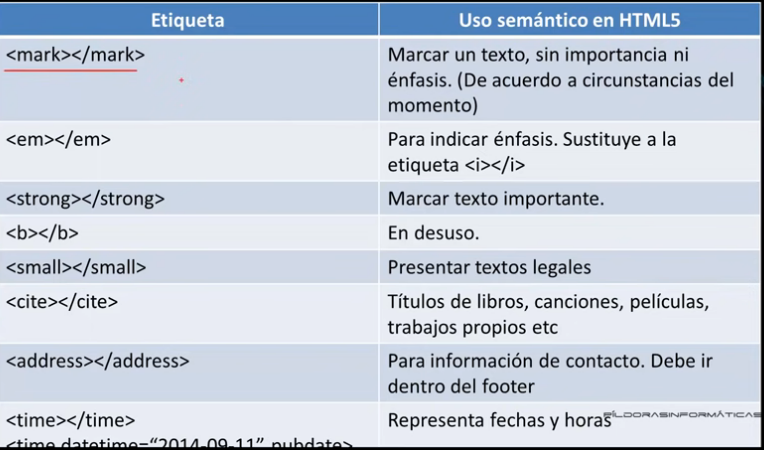 Etiqueta
Uso semántico en HTML5
<mark></mark>
Marcar un texto, sin importancia ni
énfasis. (De acuerdo a circunstancias del
momento)
<em></em>
Para indicar énfasis. Sustituye a la
etiqueta <i></i>
<strong></strong>
Marcar texto importante.
<b></b>
En desuso.
<small></small>
Presentar textos legales
<cite></cite>
Títulos de libros, canciones, películas,
trabajos propios etc
<address></address>
Para información de contacto. Debe ir
dentro del footer
<time></time>
<time datetime="2014-09-11" pubdate>
Representa fechas y horas
PÍLDORASINFORMÁTICAS